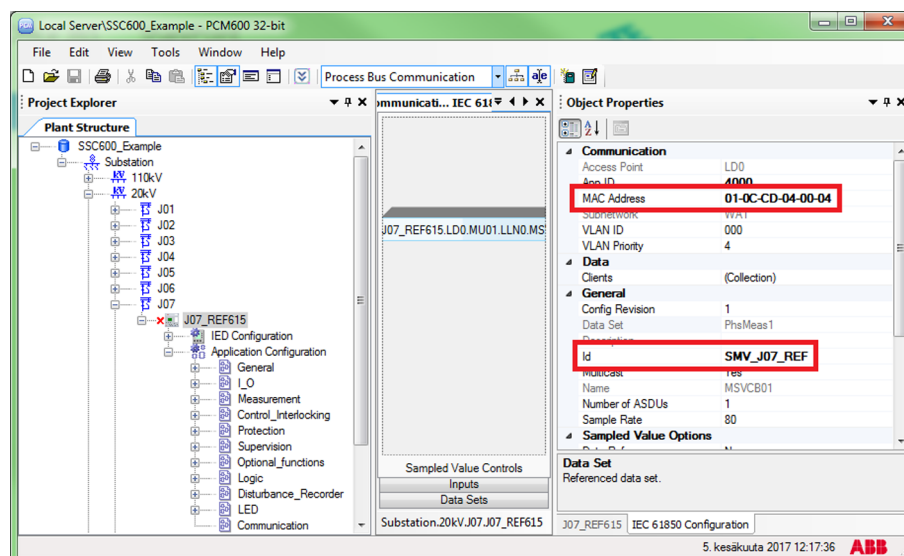 Local Server\SSC600_Example - PCM600 32-bit
File Edit View Tools Window Help
Process Bus Communication
Project Explorer
Plant Structure
SSC600_Example
Substation
110kV
20kV
J01
J02
J03
J04
J05
J06
J07
J07_REF615
IED Configuration
Application Configuration
General
I_O
Measurement
Control_Interlocking
Protection
Supervision
Optional_functions
Logic
Disturbance_Recorder
LED
Communication
ommunicati... IEC 61
J07_REF615.LD0.MU01.LLN0.MS
Sampled Value Controls
Inputs
Data Sets
Substation.20kV.J07.J07_REF615
Object Properties
Communication
Access Point LD0
App ID 4000
MAC Address 01-0C-CD-04-00-04
Subnetwork WA1
VLAN ID 000
VLAN Priority 4
Data
Clients (Collection)
General
Config Revision 1
Data Set PhsMeas1
Description
Id SMV_J07_REF
Multicast Yes
Name MSVCB01
Number of ASDUs 1
Sample Rate 80
Sampled Value Options
Data Set
Referenced data set.
J07_REF615 IEC 61850 Configuration
5. kesäkuuta 2017 12:17:36 ABB